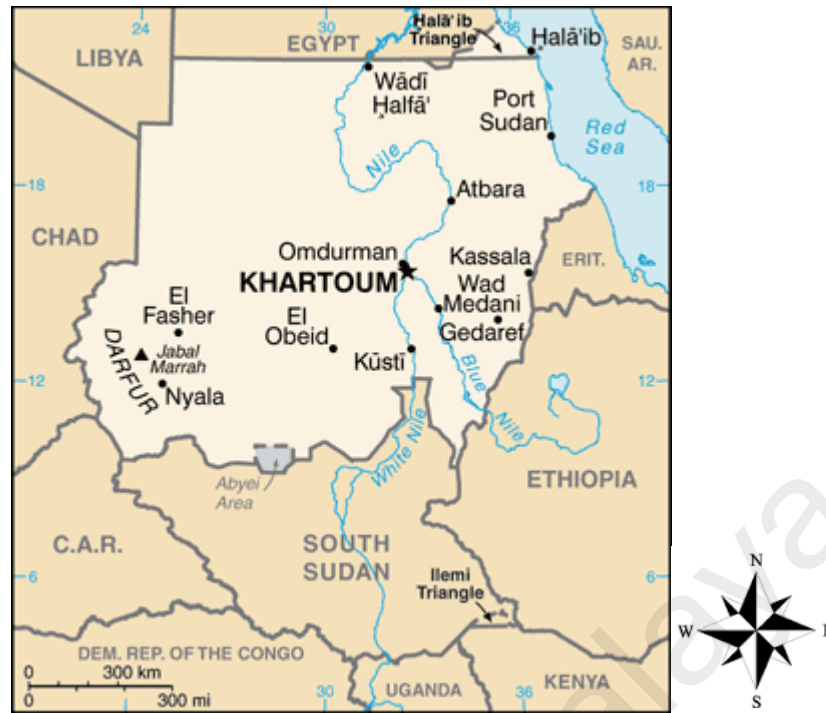 24
30
36
Halā'ib
Triangle
EGYPT
Ḥalā'ib
SAU.
AR.
LIBYA
Wādī
Ḥalfā'
Port
Sudan
Red
Sea
Nile
18
18
Atbara
CHAD
Omdurman
Kassala
ERIT.
KHARTOUM
Wad
Medani
El
Fasher
El
Obeid
Gedaref
DARFUR
Jabal
Marrah
Kūstī
Blue
Nile
12
12
Nyala
White Nile
ETHIOPIA
Abyei
Area
C.A.R.
SOUTH
SUDAN
6
6
Ilemi
Triangle
DEM. REP. OF THE CONGO
0 300 km
0 300 mi
30
36
UGANDA
KENYA
N
W
S